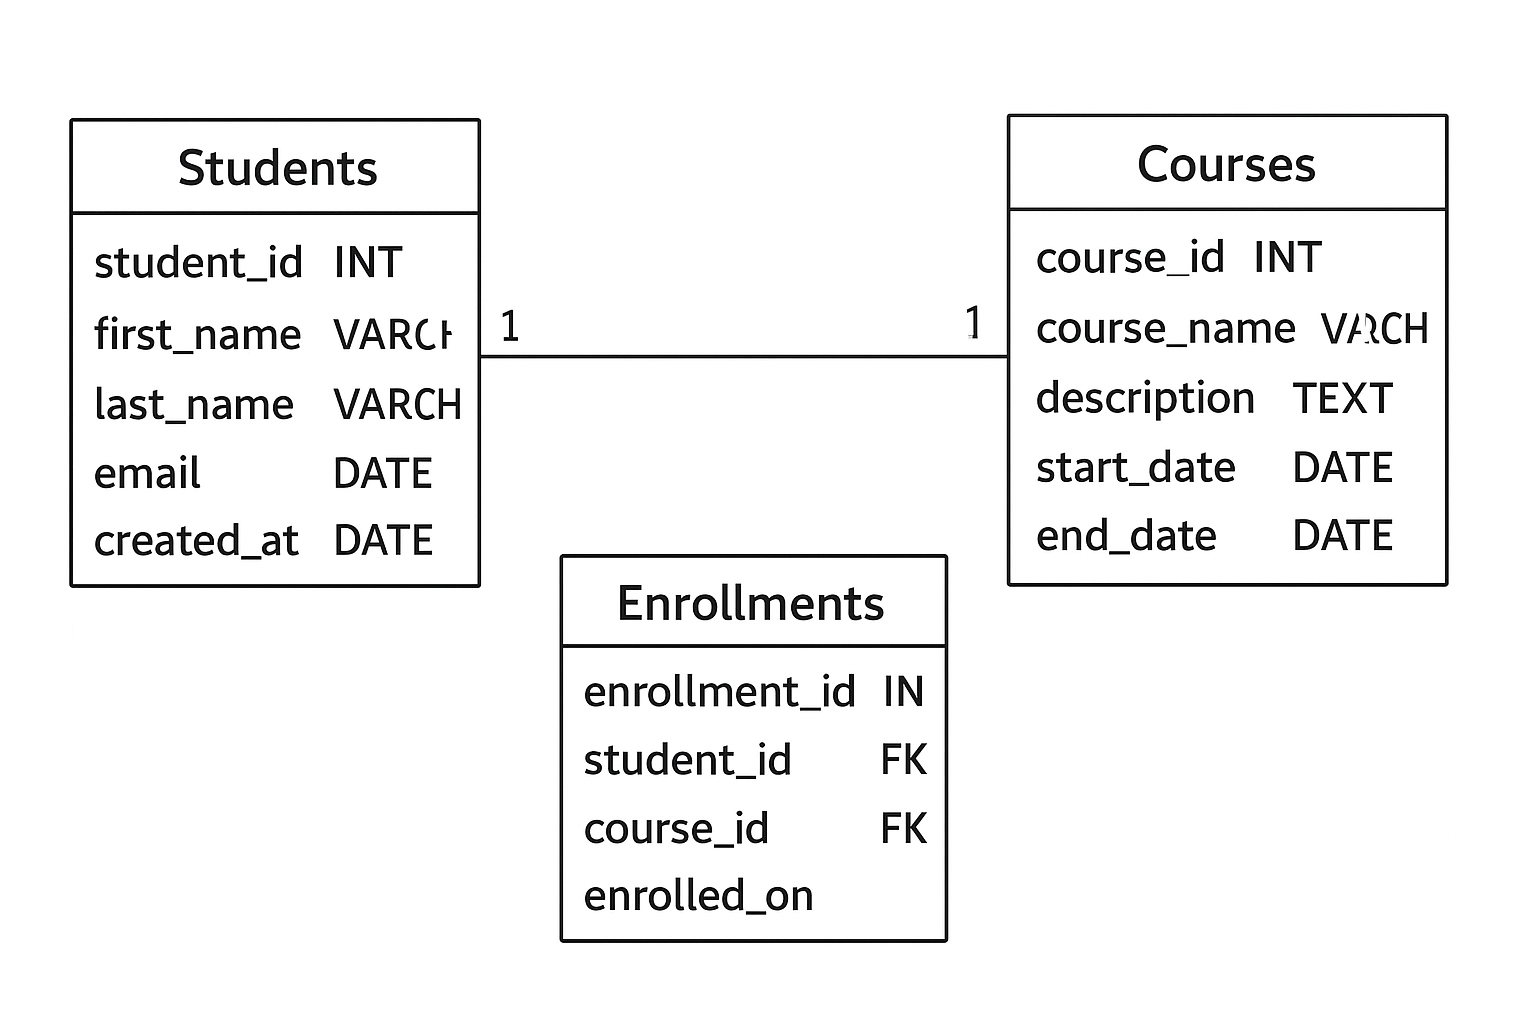 Students
student_id INT
first_name VARCH
last_name VARCH
email DATE
created_at DATE
1
1
Courses
course_id INT
course_name VARCH
description TEXT
start_date DATE
end_date DATE
Enrollments
enrollment_id IN
student_id FK
course_id FK
enrolled_on